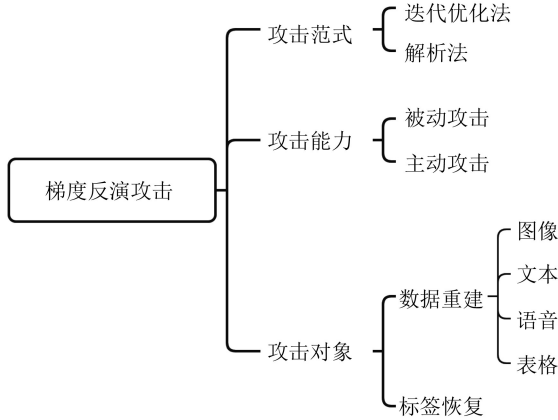 梯度反演攻击
攻击范式
迭代优化法
解析法
攻击能力
被动攻击
主动攻击
攻击对象
数据重建
图像
文本
语音
表格
标签恢复